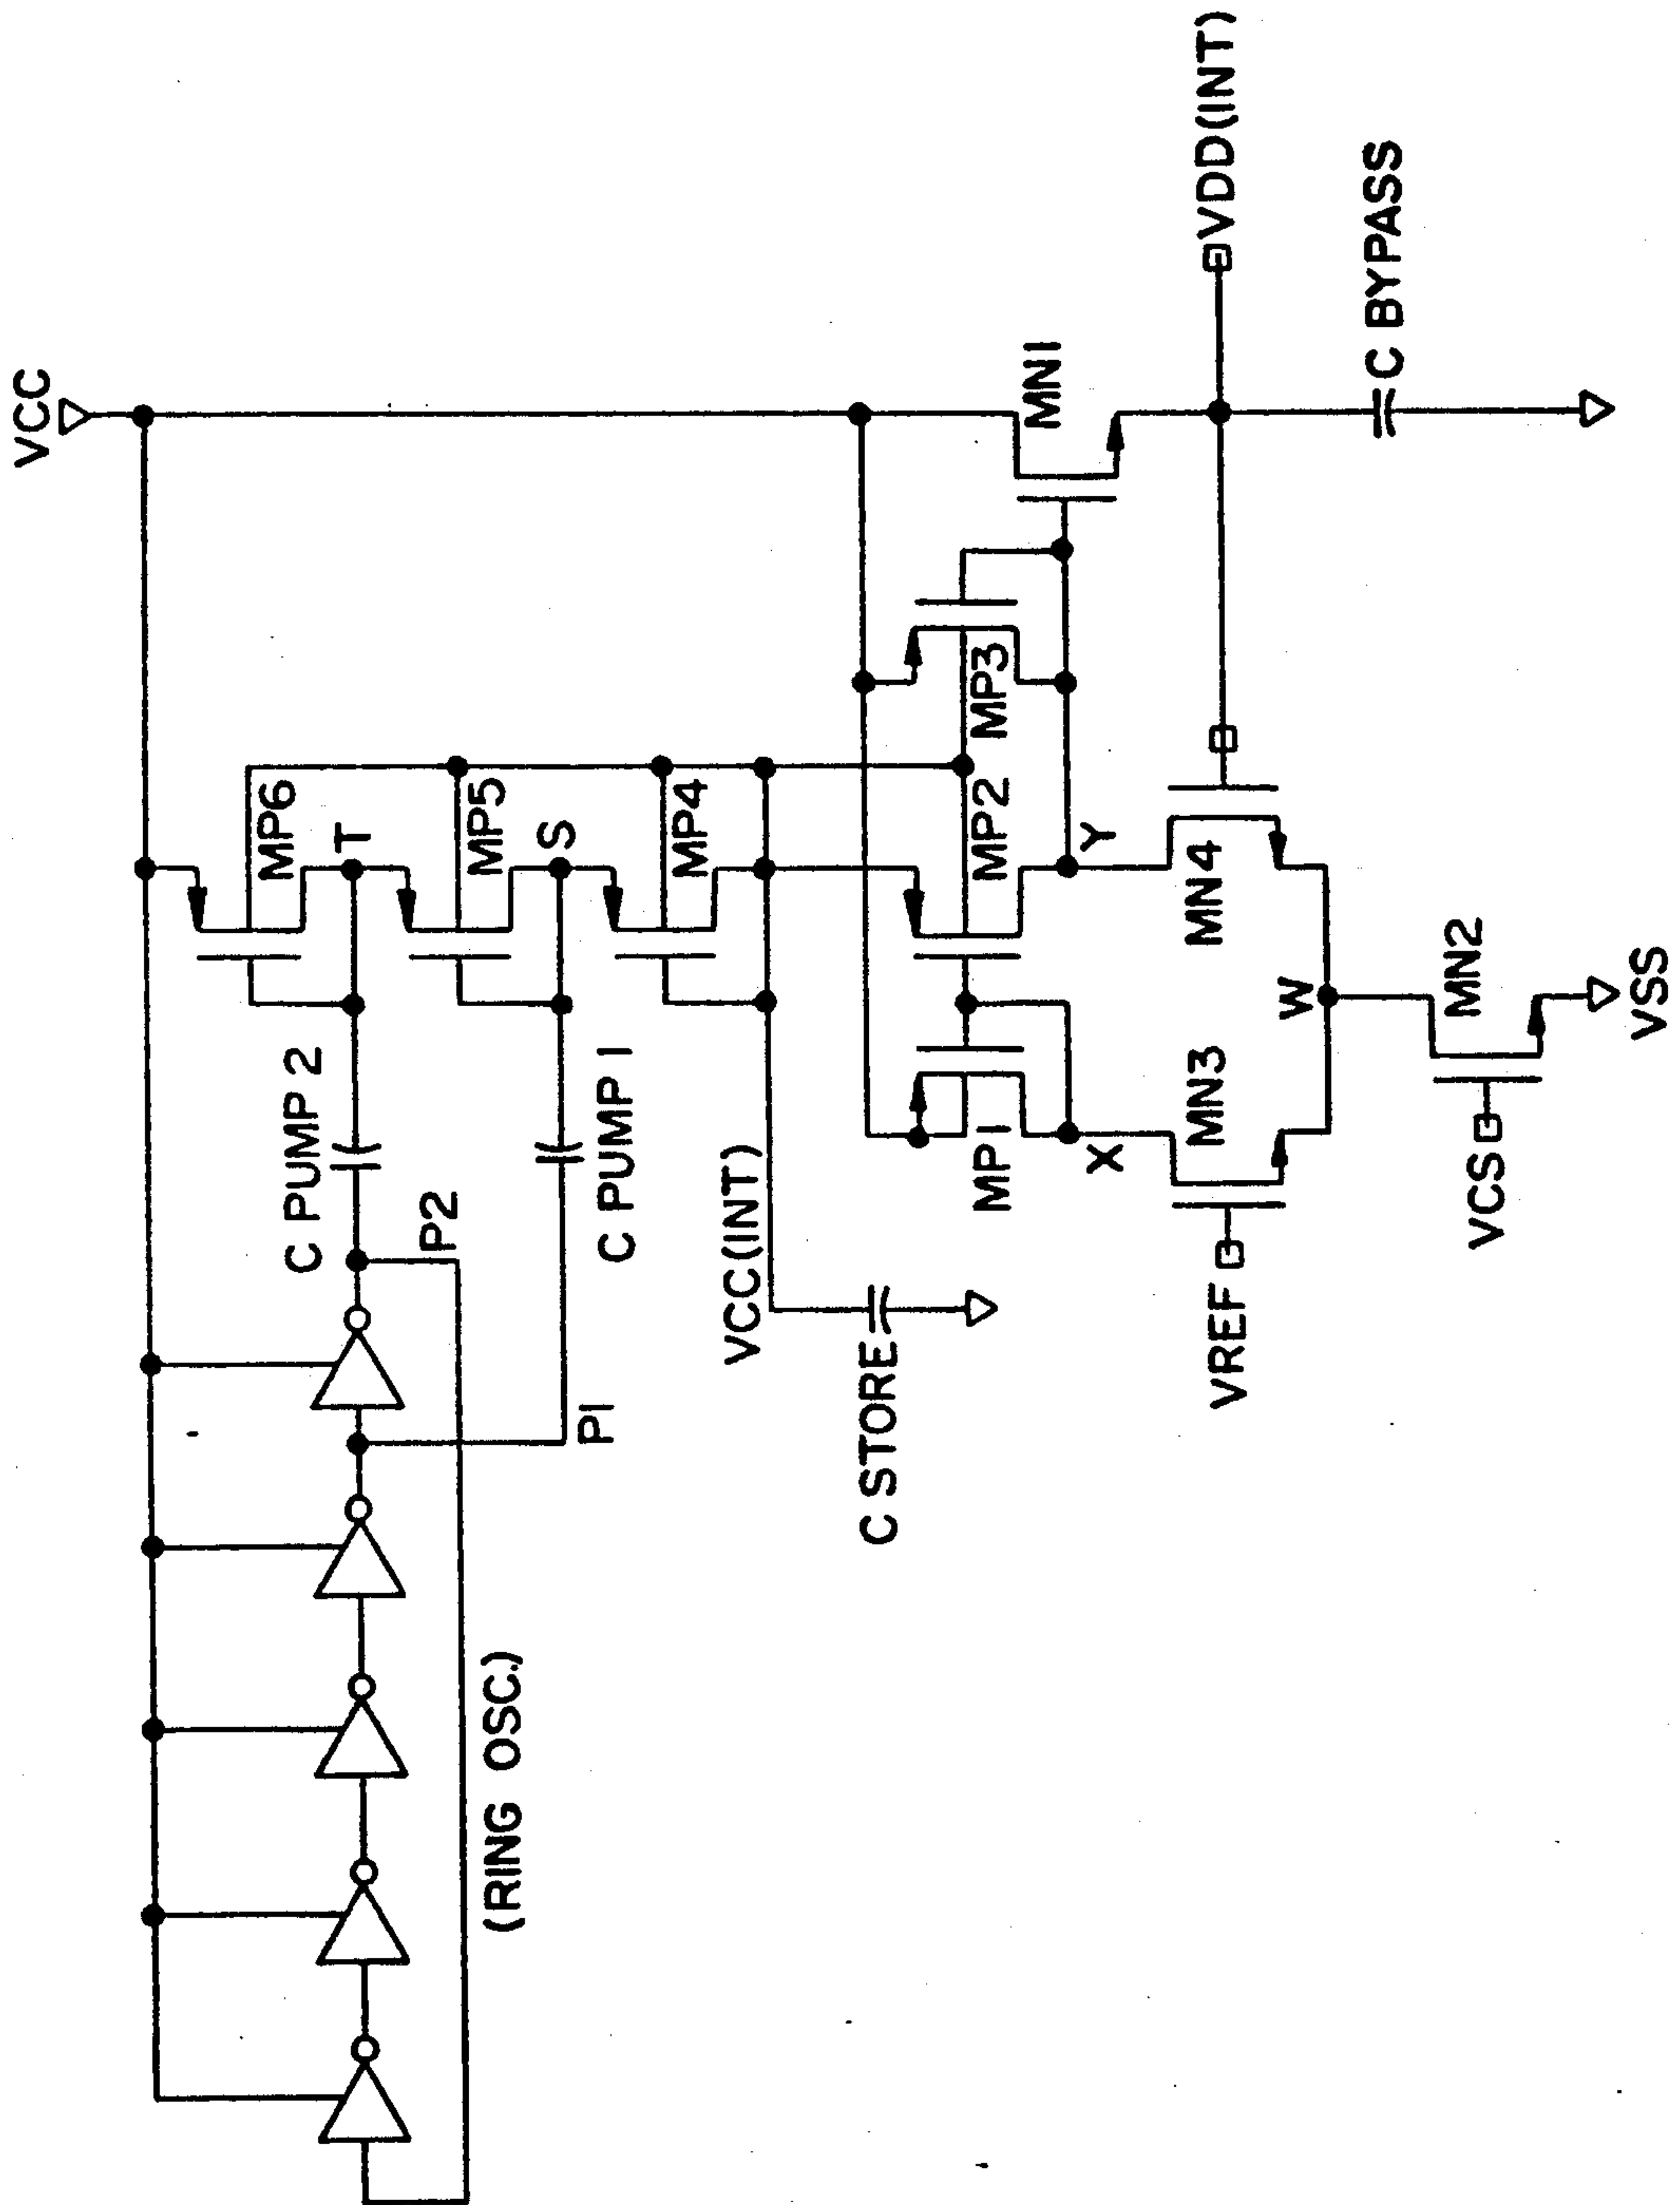 VCC
MP6
T
C PUMP 2
P2
MP5
S
C PUMP 1
P1
(RING OSC.)
MP4
VCC(INT)
C STORE
MN1
MP3
MP2
MP1
Y
X
VDD(INT)
MN4
MN3
VREF
W
C BYPASS
MN2
VCS
VSS